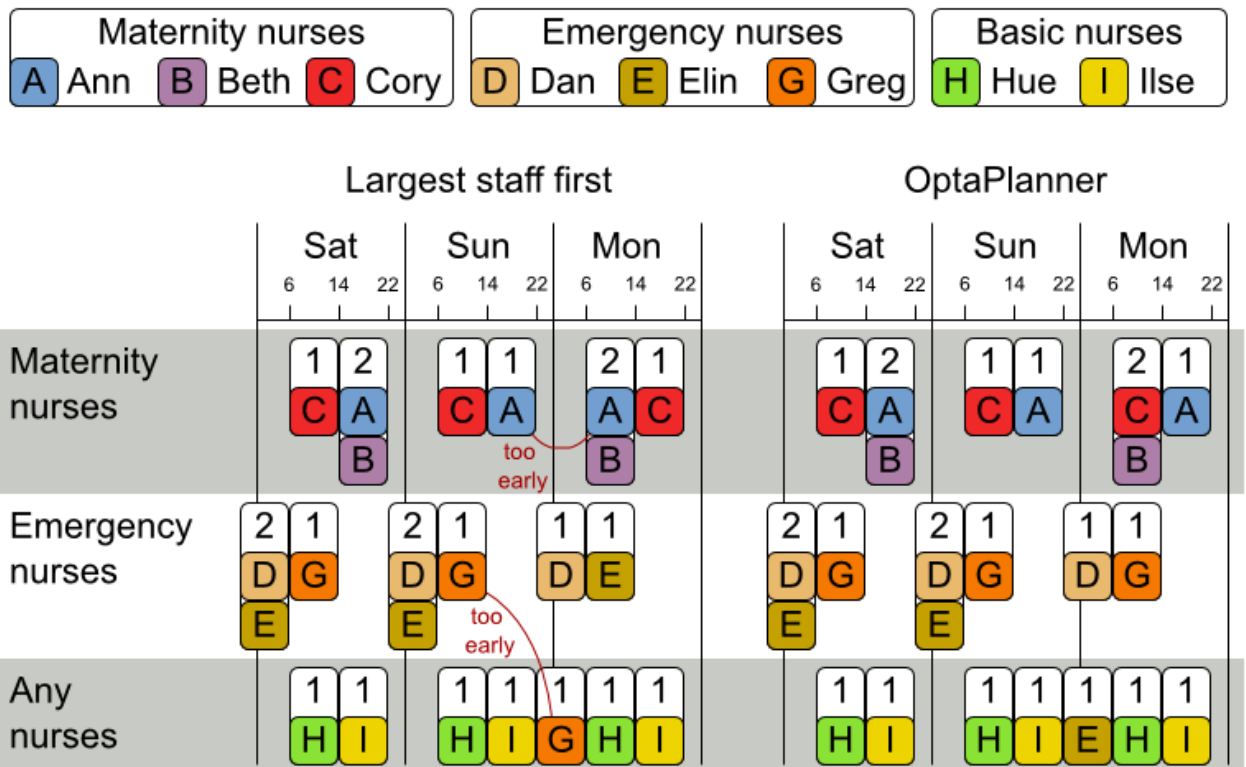 Maternity nurses Emergency nurses Basic nurses
A Ann B Beth C Cory D Dan E Elin G Greg H Hue I Ilse
Largest staff first OptaPlanner
Sat Sun Mon Sat Sun Mon
6 14 22 6 14 22 6 14 22 6 14 22 6 14 22 6 14 22
Maternity 1 2 1 1 2 1 1 2 1 1 2 1
nurses C A C A A C C A C A C A
too
B B B B
early
Emergency 2 1 2 1 1 1 2 1 2 1 1 1
nurses D G D G D E D G D G D G
too
E E E E
early
Any 1 1 1 1 1 1 1 1 1 1 1 1 1 1
nurses H I H I G H I H I H I E H I